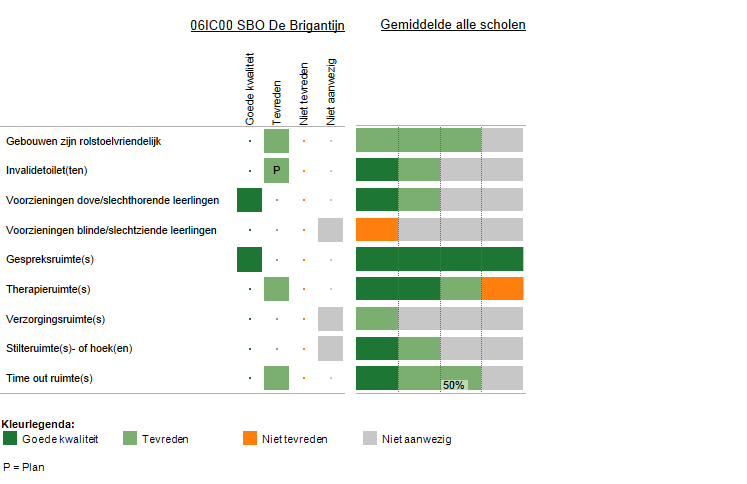 06IC00 SBO De Brigantijn
Gemiddelde alle scholen
Goede kwaliteit
Tevreden
Niet tevreden
Niet aanwezig
Gebouwen zijn rolstoelvriendelijk
Invalidetoilet(ten)
P
Voorzieningen dove/slechthorende leerlingen
Voorzieningen blinde/slechtziende leerlingen
Gespreksruimte(s)
Therapieruimte(s)
Verzorgingsruimte(s)
Stilteruimte(s)- of hoek(en)
Time out ruimte(s)
50%
Kleurlegenda:
Goede kwaliteit
Tevreden
Niet tevreden
Niet aanwezig
P = Plan